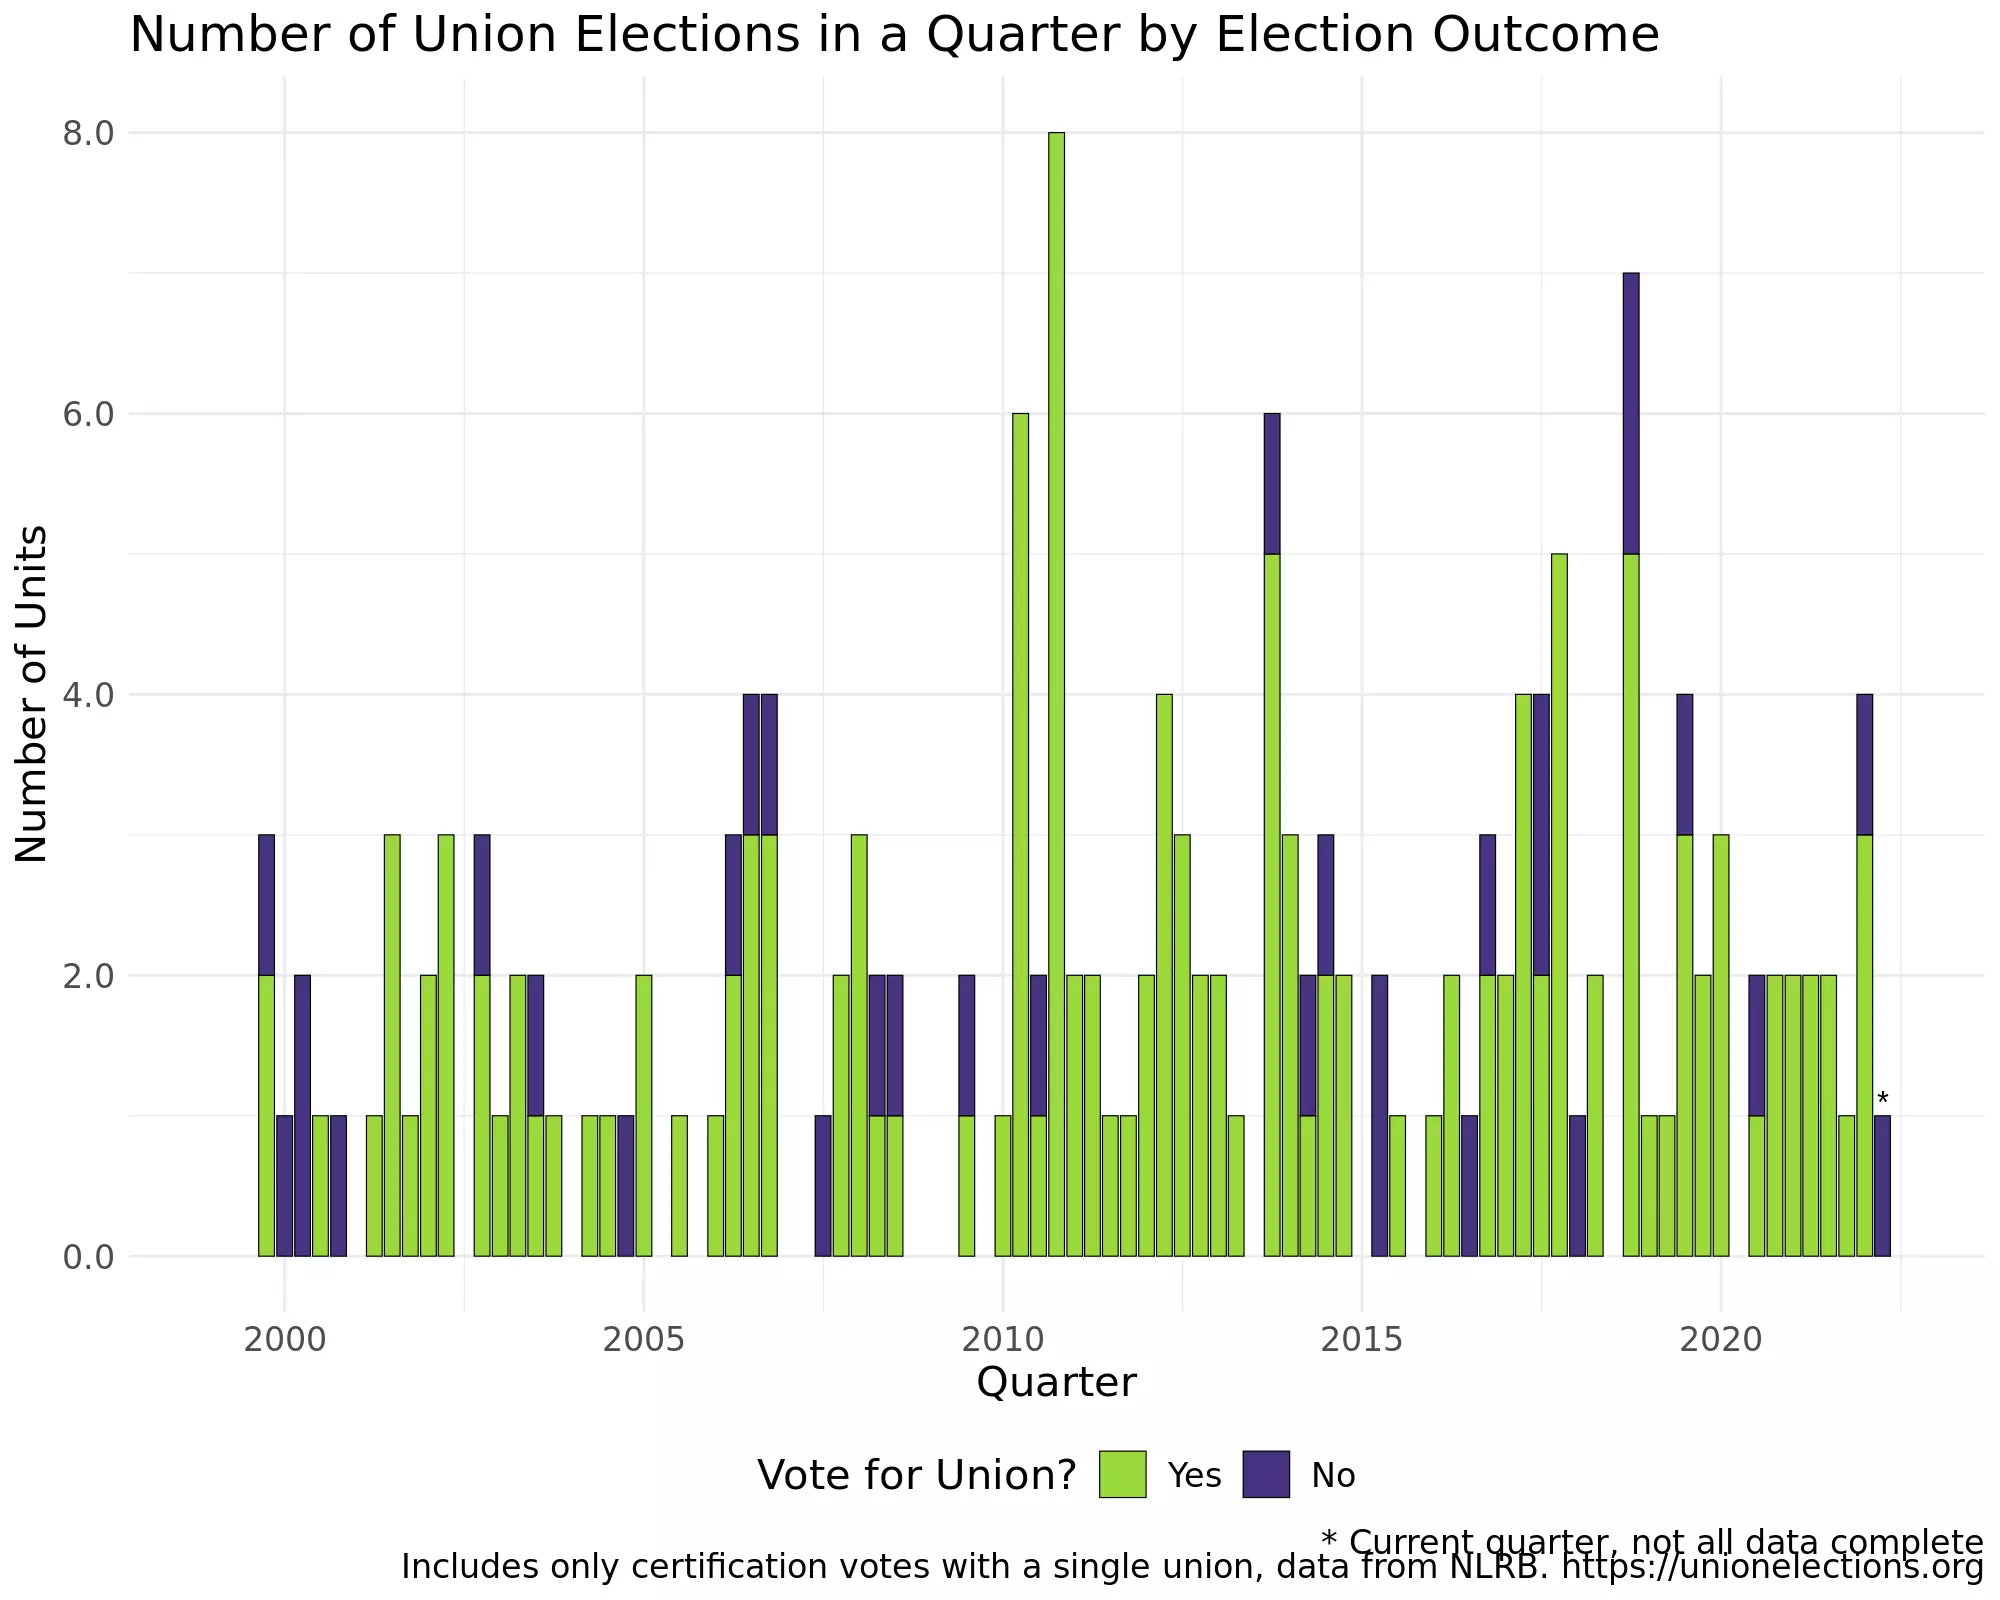 Number of Union Elections in a Quarter by Election Outcome
Number of Units
8.0
6.0
4.0
2.0
0.0
*
2000 2005 2010 2015 2020
Quarter
Vote for Union? Yes No
* Current quarter, not all data complete
Includes only certification votes with a single union, data from NLRB. https://unionelections.org